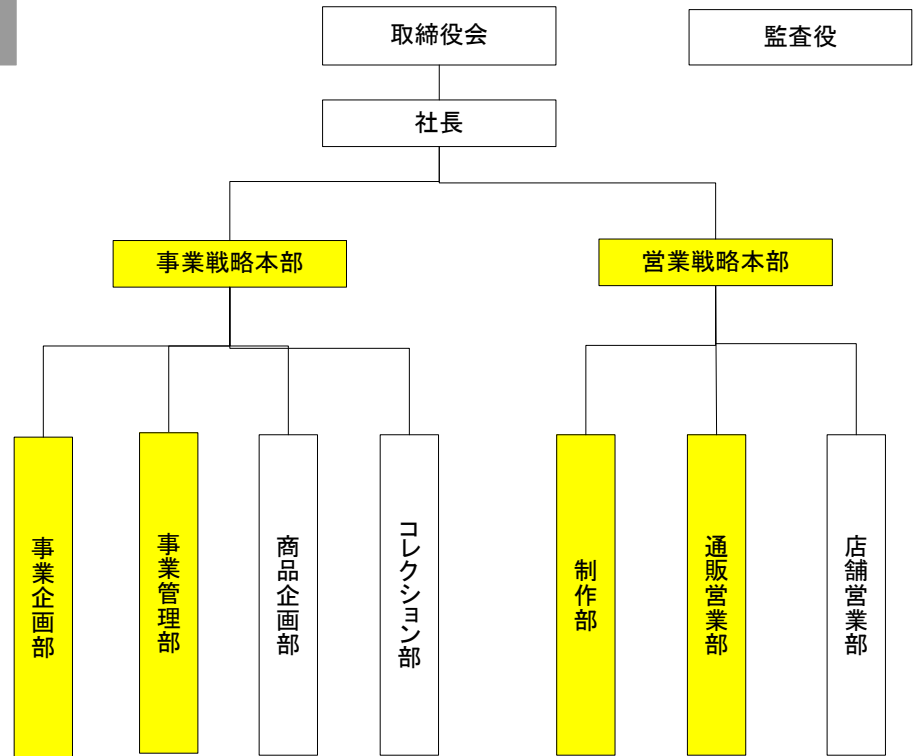 取締役会
監査役
社長
事業戦略本部
営業戦略本部
事業企画部
事業管理部
商品企画部
コレクション部
制作部
通販営業部
店舗営業部